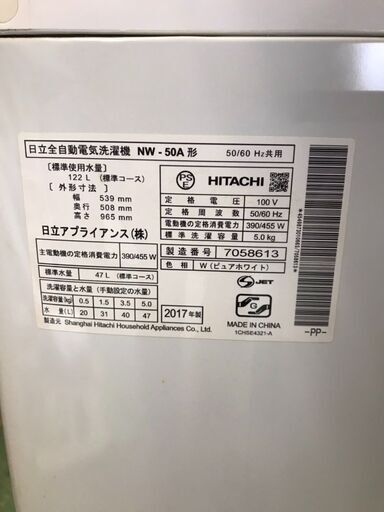 日立全自動電気洗濯機 NW - 50A 形 50/60 Hz共用
[標準使用水量]
122 L (標準コース)
[外形寸法]
幅 539 mm
奥行 508 mm
高さ 965 mm
日立アプライアンス(株)
PS E
HITACHI
定格電圧 100 V
定格周波数 50/60 Hz
電動機の定格消費電力 390/455 W
標準洗濯容量 5.0 kg
主電動機の定格消費電力 390/455 W
製造番号 7058613
標準水量 47 L (標準コース)
色柄 W (ピュアホワイト)
洗濯容量と水量 (手動設定の水量)
洗濯容量(kg) 0.5 1.5 3.5 5.0
水量(L) 20 31 40 47
2017年製
S-JET
MADE IN CHINA
1CHSE4321-A
製造元 Shanghai Hitachi Household Appliances Co., Ltd.
-PP-